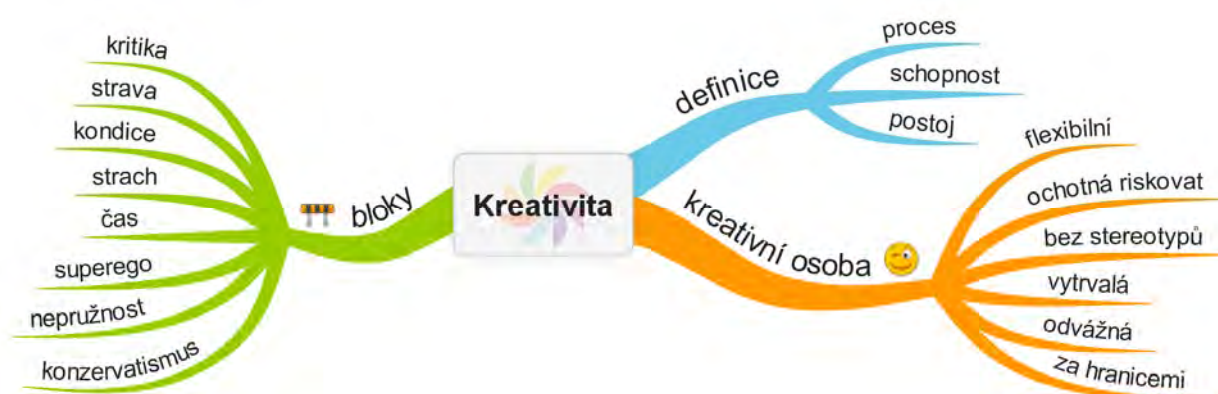 Kreativita
definice
proces
schopnost
postoj
kreativní osoba
flexibilní
ochotná riskovat
bez stereotypů
vytrvalá
odvážná
za hranicemi
bloky
kritika
strava
kondice
strach
čas
superego
nepružnost
konzervatismus